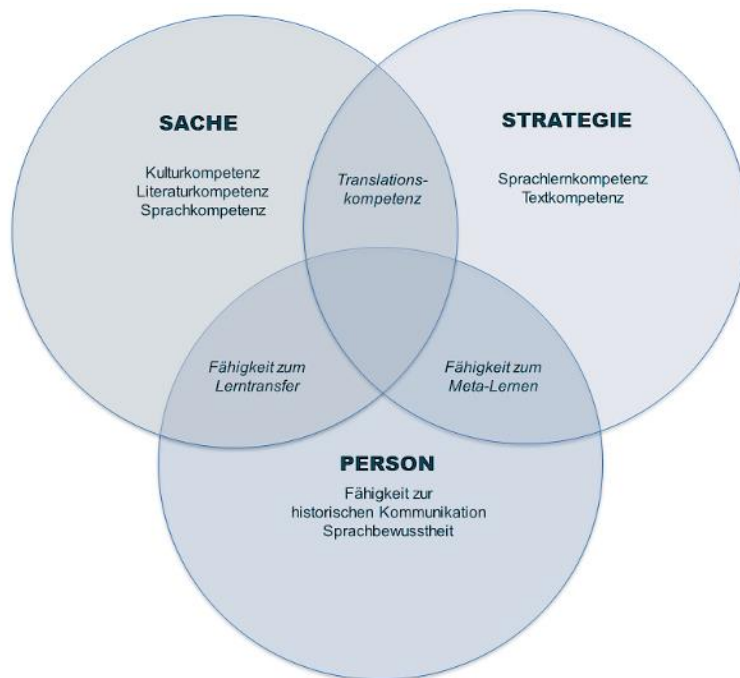 SACHE
Kulturkompetenz
Literaturkompetenz
Sprachkompetenz
Translations-
kompetenz
STRATEGIE
Sprachlernkompetenz
Textkompetenz
Fähigkeit zum
Lerntransfer
Fähigkeit zum
Meta-Lernen
PERSON
Fähigkeit zur
historischen Kommunikation
Sprachbewusstheit